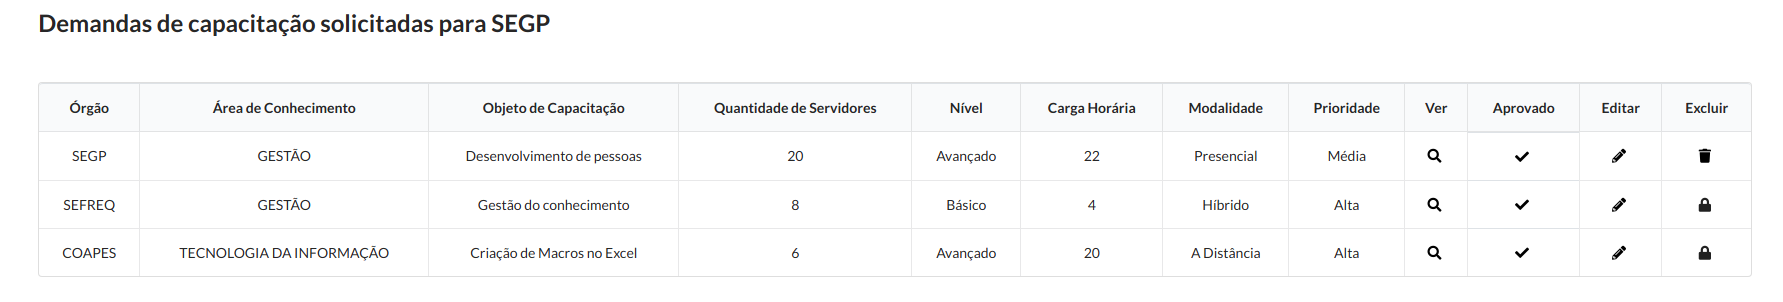 Demandas de capacitação solicitadas para SEGP
Órgão Área de Conhecimento Objeto de Capacitação Quantidade de Servidores Nível Carga Horária Modalidade Prioridade Ver Aprovado Editar Excluir
SEGP GESTÃO Desenvolvimento de pessoas 20 Avançado 22 Presencial Média
SEFREQ GESTÃO Gestão do conhecimento 8 Básico 4 Híbrido Alta
COAPES TECNOLOGIA DA INFORMAÇÃO Criação de Macros no Excel 6 Avançado 20 A Distância Alta